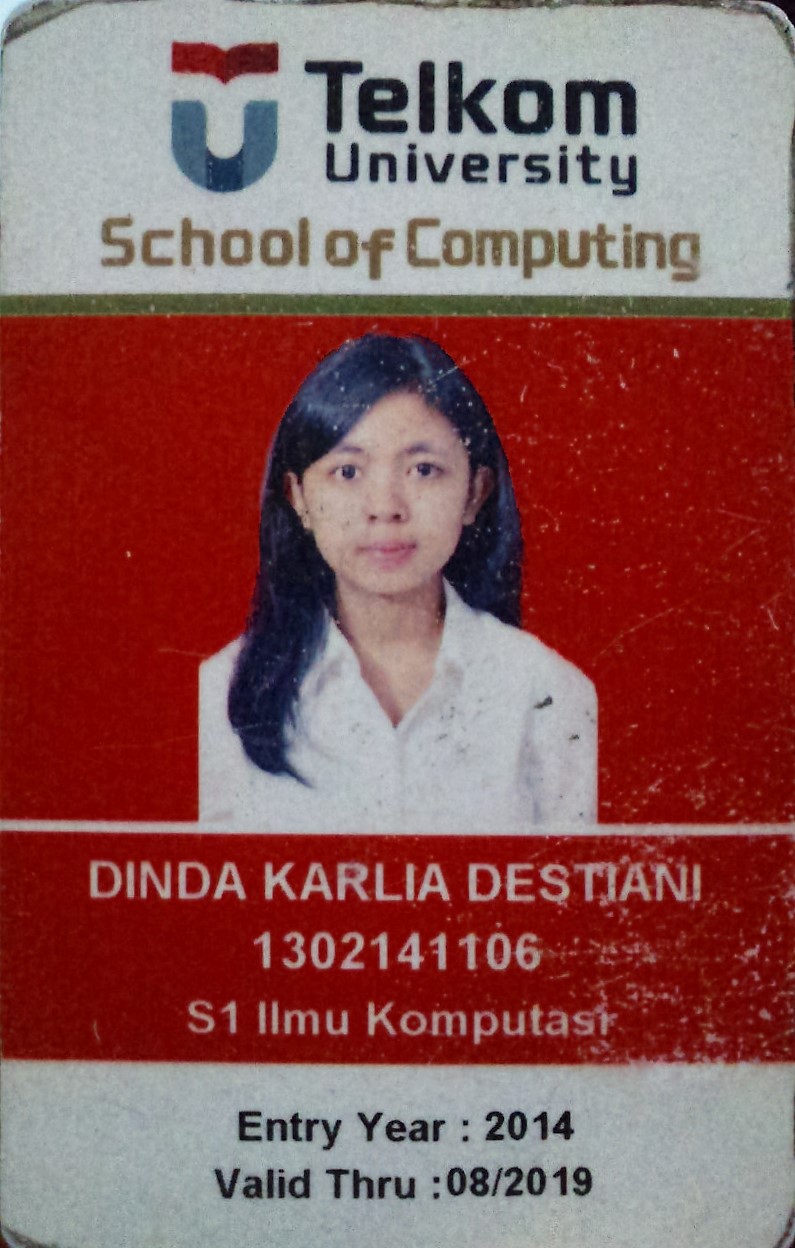 Telkom
University
School of Computing
DINDA KARLIA DESTIANI
1302141106
S1 Ilmu Komputasi
Entry Year : 2014
Valid Thru :08/2019